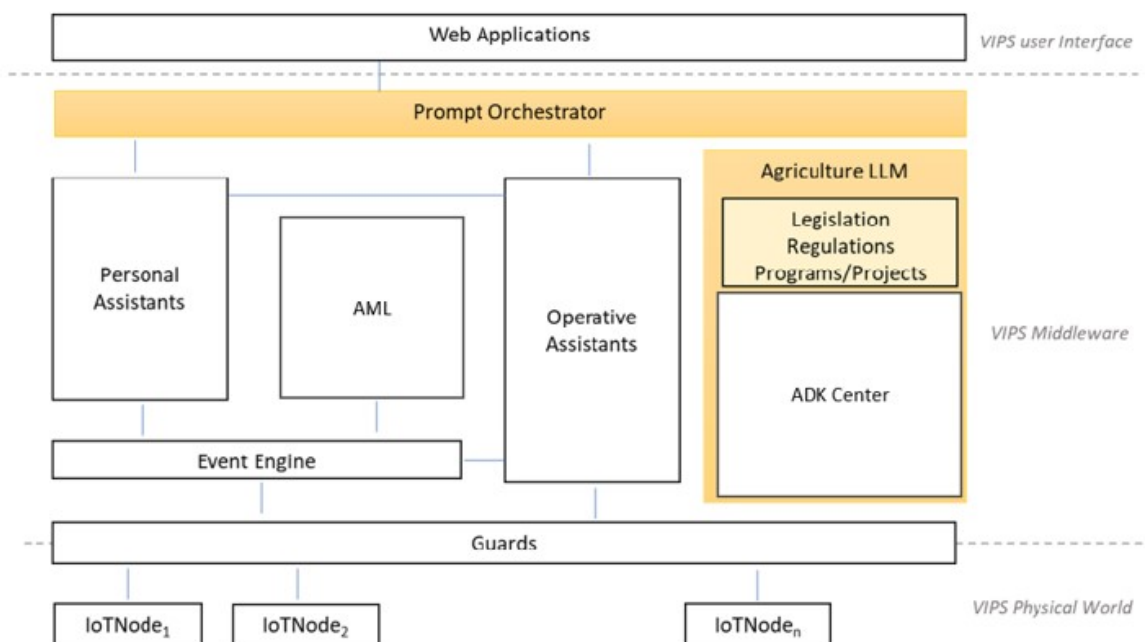 Web Applications
VIPS user Interface
Prompt Orchestrator
Agriculture LLM
Legislation
Regulations
Programs/Projects
Personal
Assistants
AML
Operative
Assistants
VIPS Middleware
ADK Center
Event Engine
Guards
IoTNode₁
IoTNode₂
IoTNodeₙ
VIPS Physical World